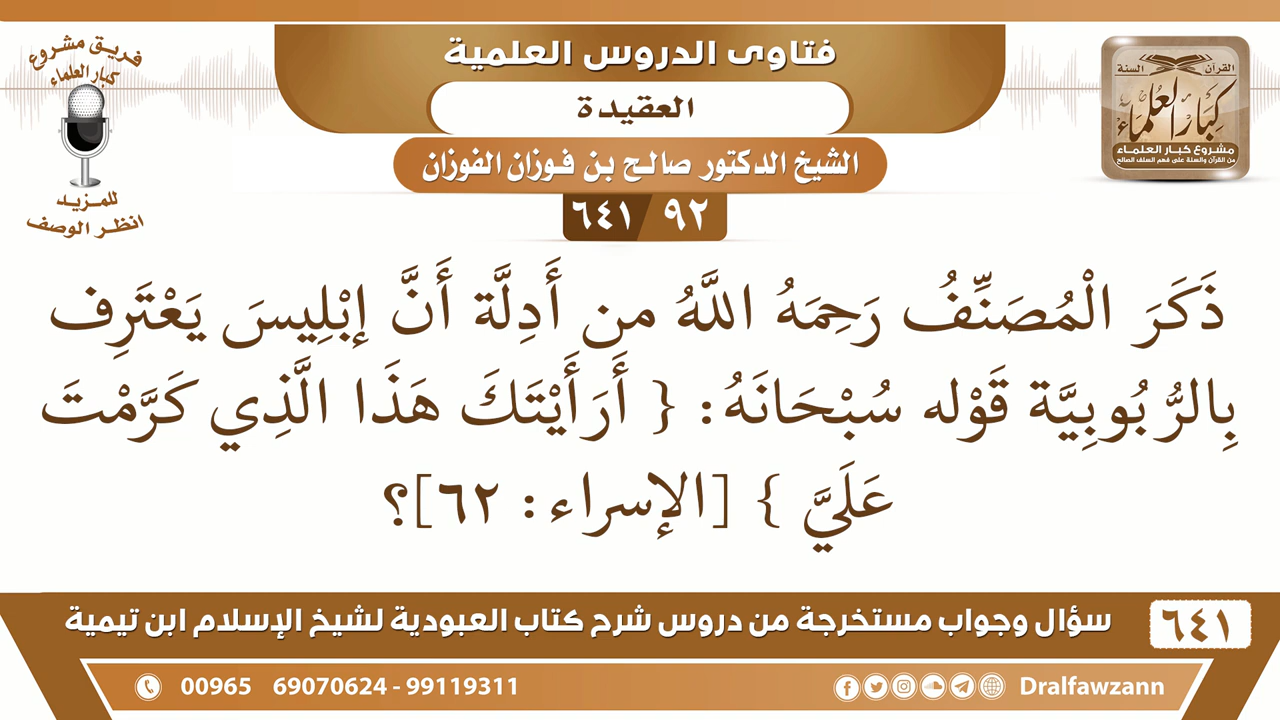 فتاوى الدروس العلمية
العقيدة
الشيخ الدكتور صالح بن فوزان الفوزان
٩٢ / ٦٤١
القرآن السنة
كبار العلماء
مشروع كبار العلماء
من القرآن والسنة على فهم السلف الصالح
فريق مشروع
كبار العلماء
للمزيد
انظر الوصف
ذَكَرَ الْمُصَنِّفُ رَحِمَهُ اللَّهُ من أَدِلَّة أَنَّ إِبْلِيسَ يَعْتَرِف
بِالرُّبُوبِيَّة قَوْله سُبْحَانَهُ: { أَرَأَيْتَكَ هَذَا الَّذِي كَرَّمْتَ
عَلَيَّ } [الإسراء: ٦٢]؟
٦٤١ سؤال وجواب مستخرجة من دروس شرح كتاب العبودية لشيخ الإسلام ابن تيمية
00965 69070624 - 99119311
Dralfawzann